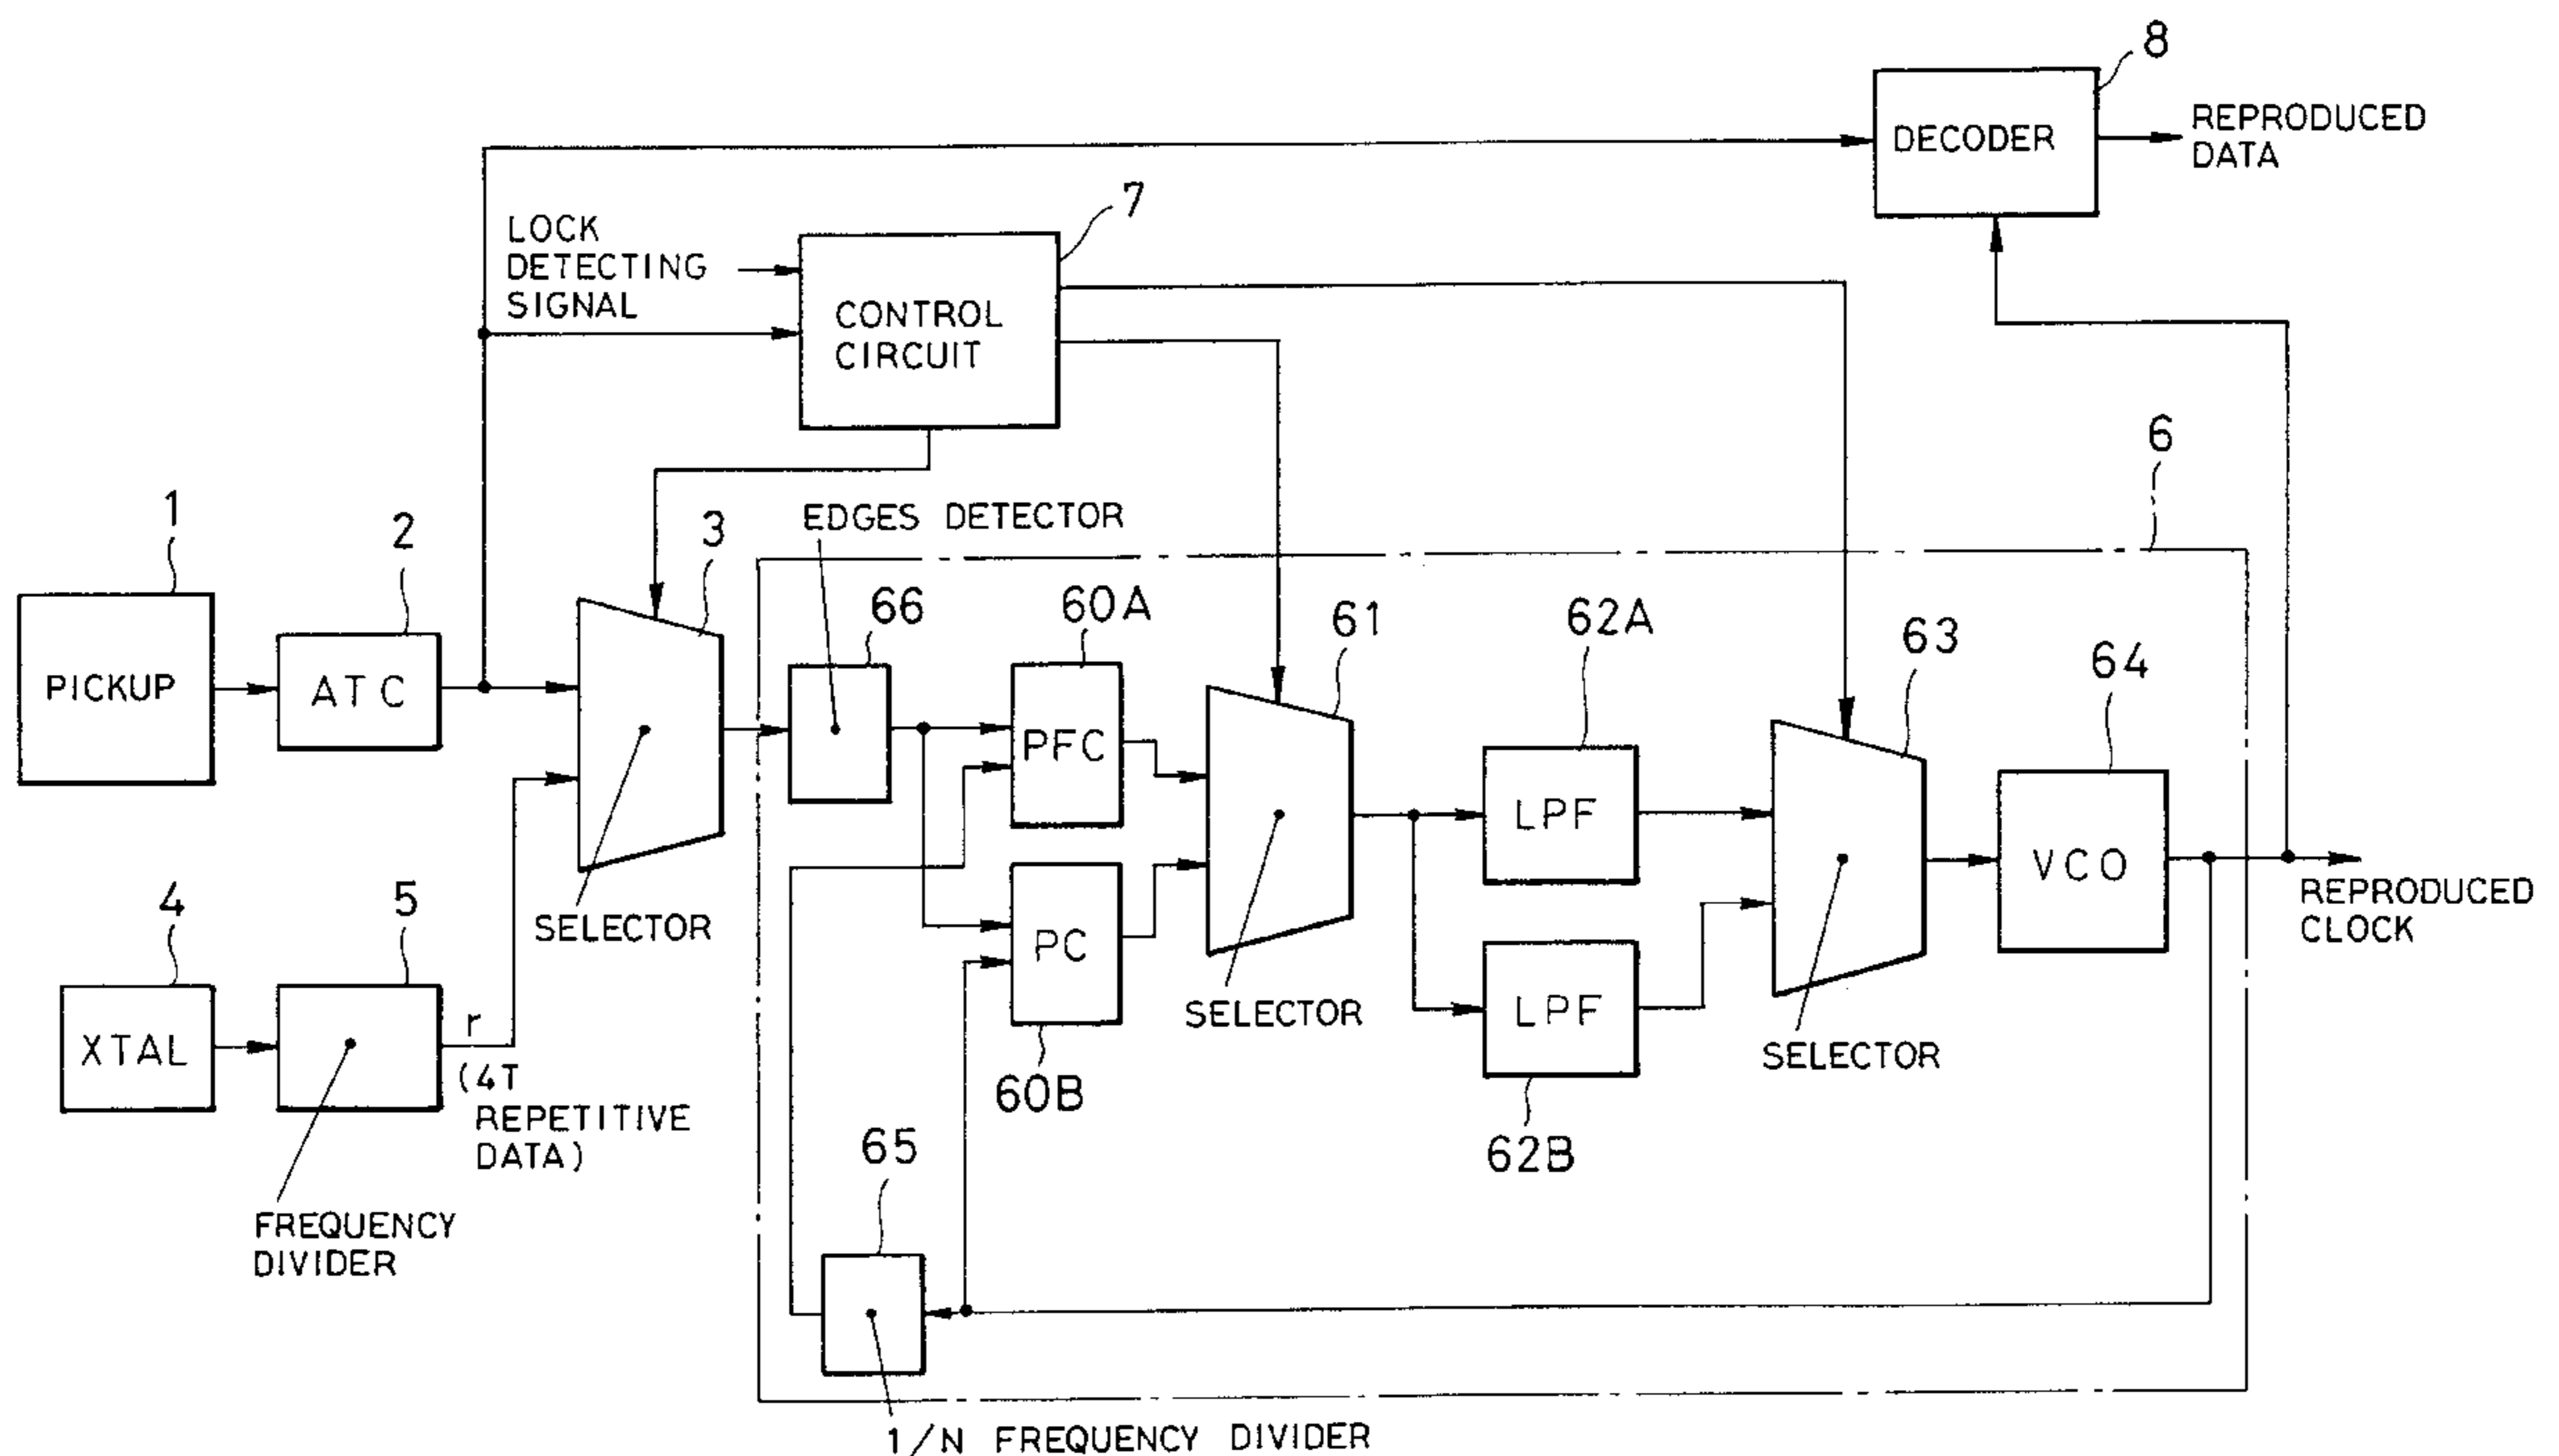 8
DECODER
REPRODUCED
DATA
7
LOCK
DETECTING
SIGNAL
CONTROL
CIRCUIT
6
1
2
3
EDGES DETECTOR
66
60A
61
62A
63
64
PICKUP
ATC
PFC
LPF
VCO
REPRODUCED
CLOCK
4
5
SELECTOR
PC
SELECTOR
LPF
SELECTOR
XTAL
r
(4T
REPETITIVE
DATA)
60B
62B
65
FREQUENCY
DIVIDER
1/N FREQUENCY DIVIDER